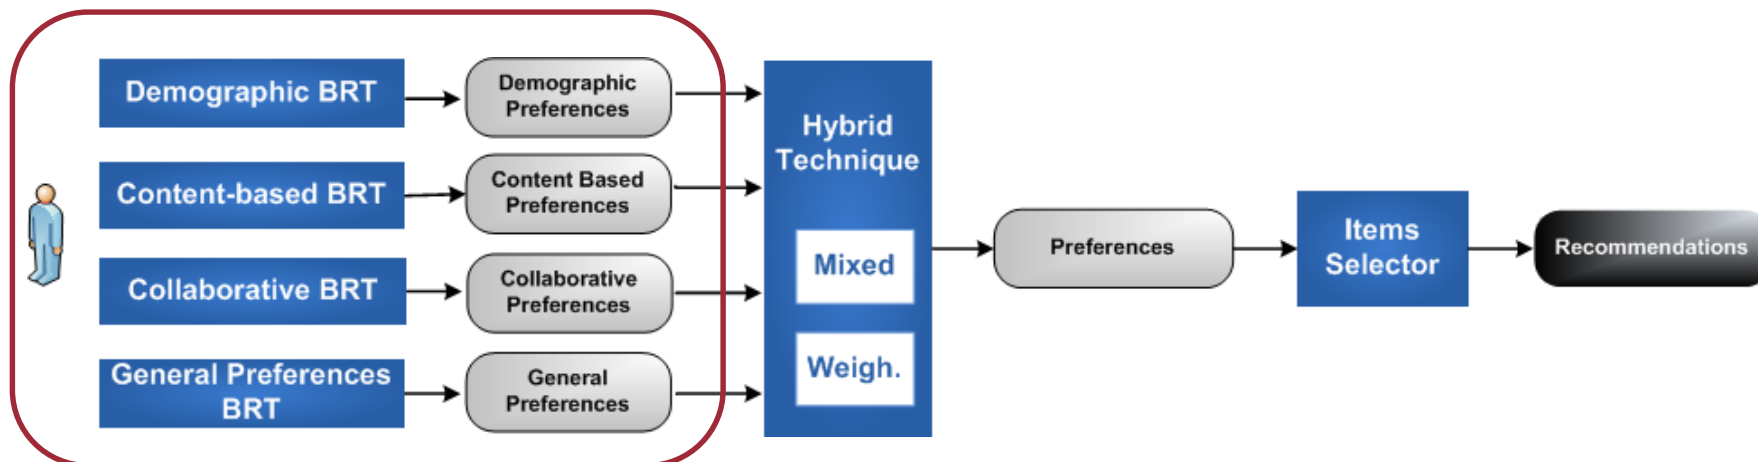 Demographic BRT
Demographic
Preferences
Content-based BRT
Content Based
Preferences
Collaborative BRT
Collaborative
Preferences
General Preferences
BRT
General
Preferences
Hybrid
Technique
Mixed
Weigh.
Preferences
Items
Selector
Recommendations